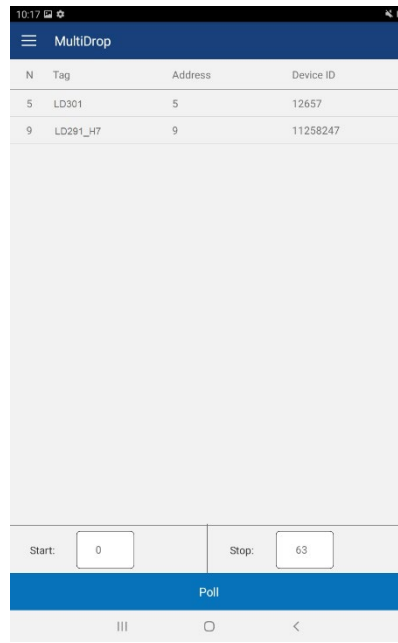 10:17
MultiDrop
N Tag Address Device ID
5 LD301 5 12657
9 LD291_H7 9 11258247
Start: 0 Stop: 63
Poll